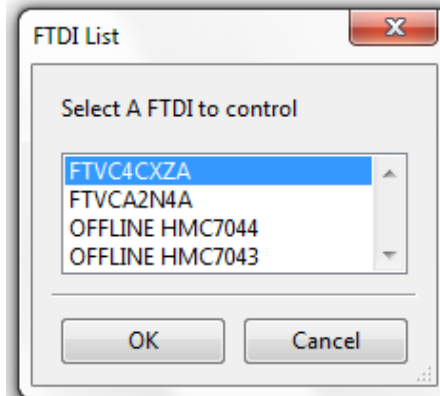 FTDI List
Select A FTDI to control
FTVC4CXZA
FTVCA2N4A
OFFLINE HMC7044
OFFLINE HMC7043
OK
Cancel